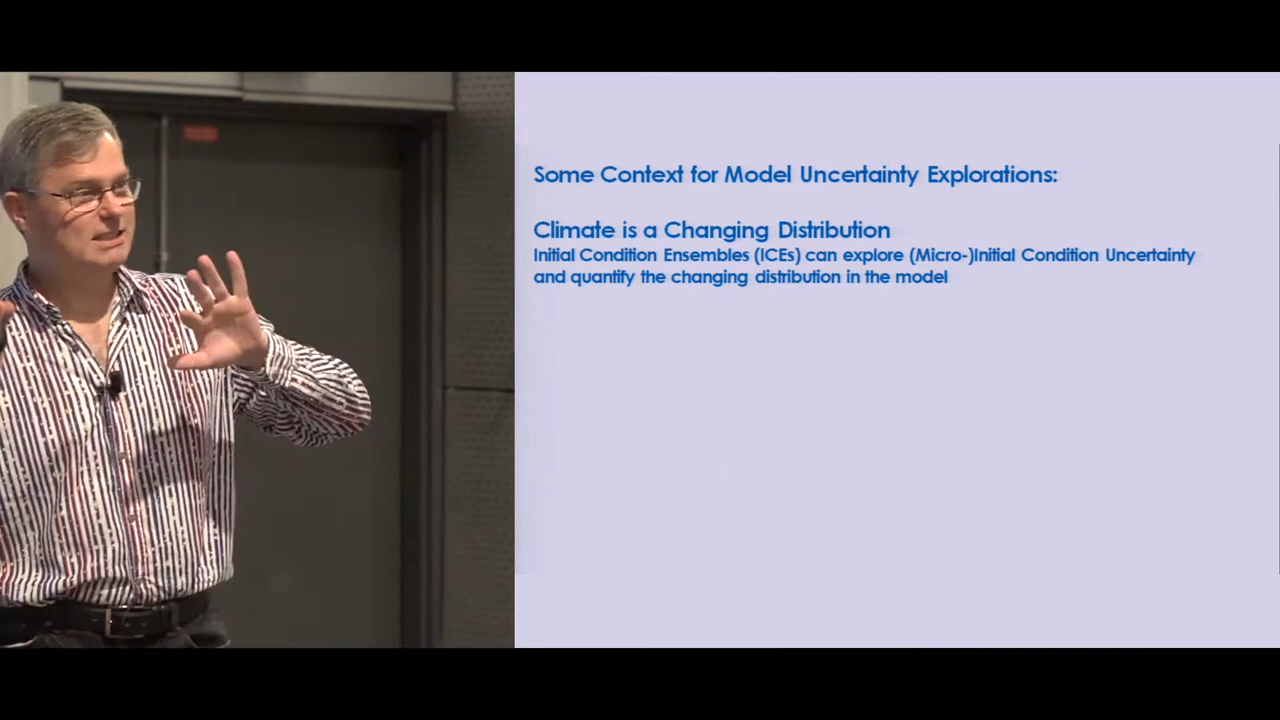 Some Context for Model Uncertainty Explorations:
Climate is a Changing Distribution
Initial Condition Ensembles (ICEs) can explore (Micro-)Initial Condition Uncertainty
and quantify the changing distribution in the model